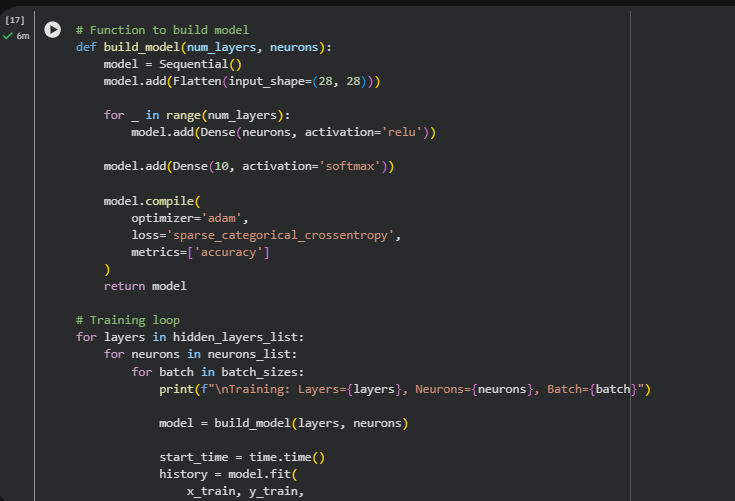 [17]
6m
# Function to build model
def build_model(num_layers, neurons):
    model = Sequential()
    model.add(Flatten(input_shape=(28, 28)))

    for _ in range(num_layers):
        model.add(Dense(neurons, activation='relu'))

    model.add(Dense(10, activation='softmax'))

    model.compile(
        optimizer='adam',
        loss='sparse_categorical_crossentropy',
        metrics=['accuracy']
    )
    return model

# Training loop
for layers in hidden_layers_list:
    for neurons in neurons_list:
        for batch in batch_sizes:
            print(f"\nTraining: Layers={layers}, Neurons={neurons}, Batch={batch}")

            model = build_model(layers, neurons)

            start_time = time.time()
            history = model.fit(
                x_train, y_train,